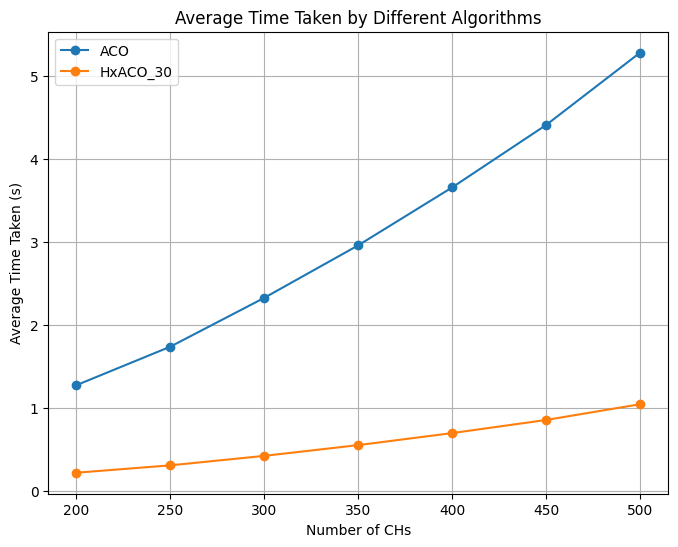 Average Time Taken by Different Algorithms
ACO
HxACO_30
5
4
3
2
1
0
Average Time Taken (s)
200 250 300 350 400 450 500
Number of CHs